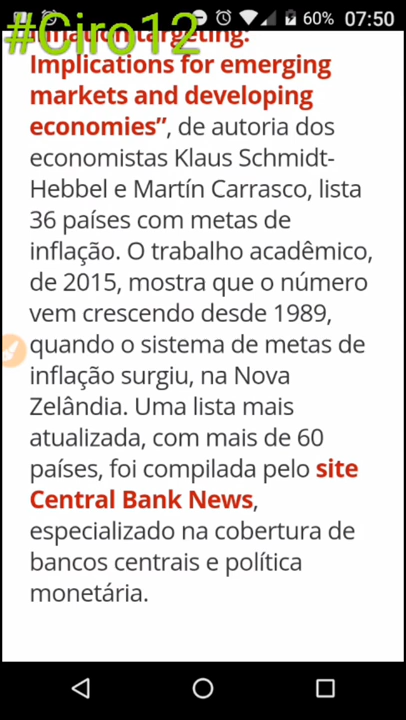 #Ciro12
60% 07:50
inflation targeting:
Implications for emerging
markets and developing
economies”, de autoria dos
economistas Klaus Schmidt-
Hebbel e Martín Carrasco, lista
36 países com metas de
inflação. O trabalho acadêmico,
de 2015, mostra que o número
vem crescendo desde 1989,
quando o sistema de metas de
inflação surgiu, na Nova
Zelândia. Uma lista mais
atualizada, com mais de 60
países, foi compilada pelo site
Central Bank News,
especializado na cobertura de
bancos centrais e política
monetária.